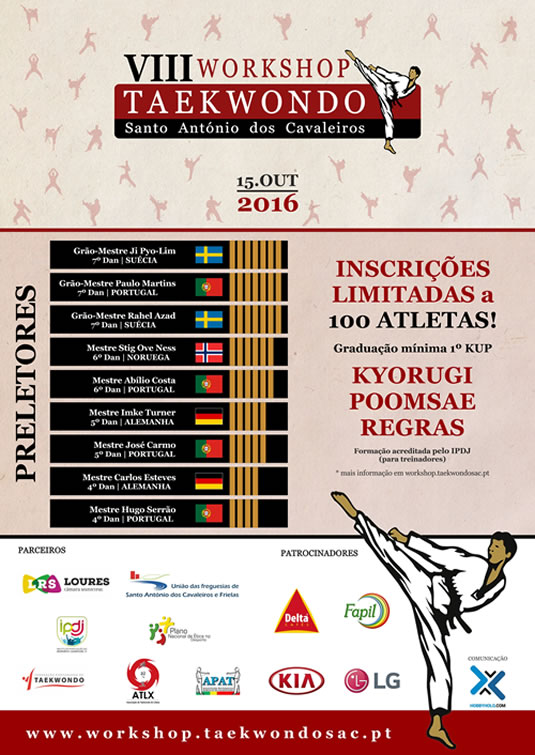 VIII WORKSHOP
TAEKWONDO
Santo António dos Cavaleiros
15.OUT
2016
PRELETORES
Grão-Mestre Ji Pyo-Lim
7º Dan | SUÉCIA
Grão-Mestre Paulo Martins
7º Dan | PORTUGAL
Grão-Mestre Rahel Azad
7º Dan | SUÉCIA
Mestre Stig Ove Ness
6º Dan | NORUEGA
Mestre Abílio Costa
6º Dan | PORTUGAL
Mestre Imke Turner
5º Dan | ALEMANHA
Mestre José Carmo
5º Dan | PORTUGAL
Mestre Carlos Esteves
4º Dan | ALEMANHA
Mestre Hugo Serrão
4º Dan | PORTUGAL
INSCRIÇÕES
LIMITADAS a
100 ATLETAS!
Graduação mínima 1º KUP
KYORUGI
POOMSAE
REGRAS
Formação acreditada pelo IPDJ
(para treinadores)
* mais informação em workshop.taekwondosac.pt
PARCEIROS
LRS LOURES
CÂMARA MUNICIPAL
União das freguesias de
Santo António dos Cavaleiros e Frielas
ipdj
Plano
Nacional de Ética no
Desporto
TAEKWONDO
ATLX
APAT
PATROCINADORES
Delta
CAFÉS
Fapil
KIA
LG
COMUNICAÇÃO
HOBBYHOLD.COM
www.workshop.taekwondosac.pt